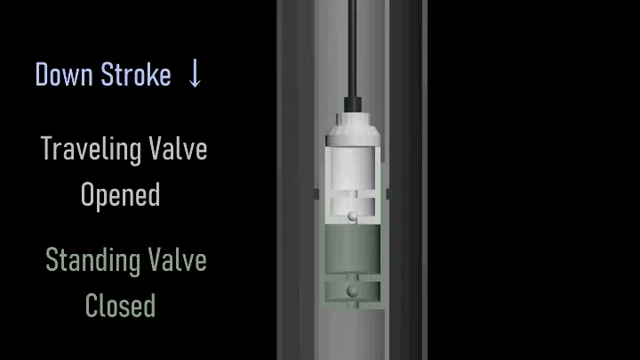 Down Stroke ↓
Traveling Valve
Opened
Standing Valve
Closed